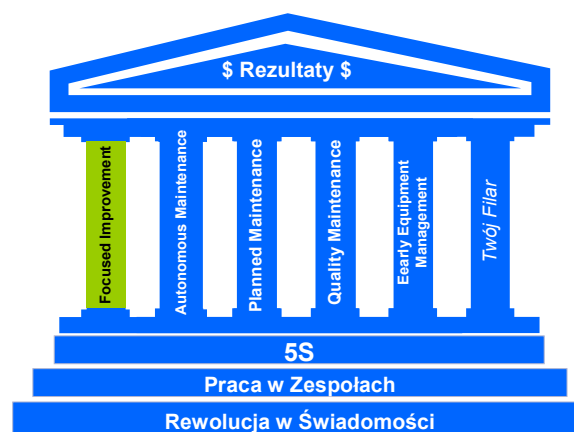 $ Rezultaty $
Focused Improvement
Autonomous Maintenance
Planned Maintenance
Quality Maintenance
Eearly Equipment
Management
Twój Filar
5S
Praca w Zespołach
Rewolucja w Świadomości